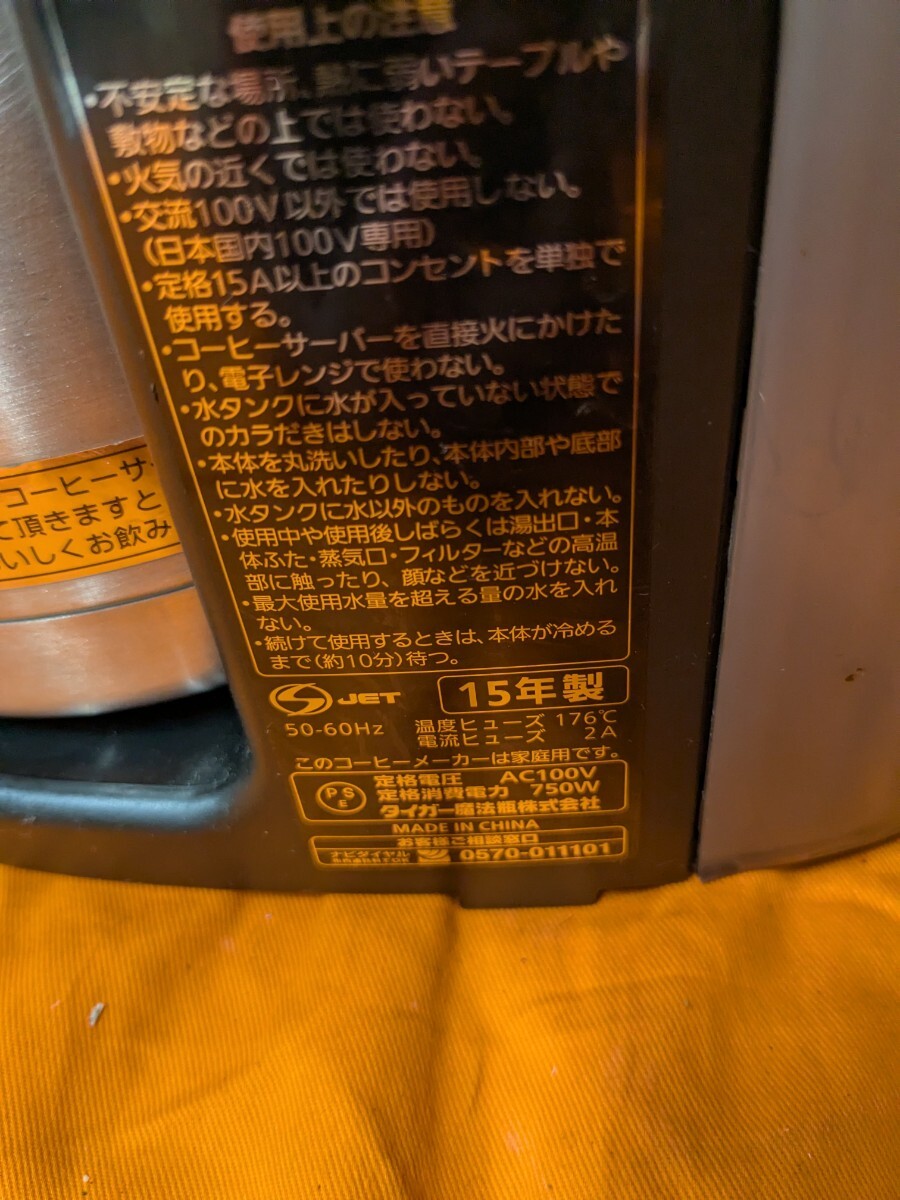 使用上の注意
・不安定な場所、熱に弱いテーブルや
敷物などの上では使わない。
・火気の近くでは使わない。
・交流100V以外では使用しない。
(日本国内100V専用)
・定格15A以上のコンセントを単独で
使用する。
・コーヒーサーバーを直接火にかけた
り、電子レンジで使わない。
・水タンクに水が入っていない状態で
のカラだきはしない。
・本体を丸洗いしたり、本体内部や底部
に水を入れたりしない。
・水タンクに水以外のものを入れない。
・使用中や使用後しばらくは湯出口・本
体ふた・蒸気口・フィルターなどの高温
部に触ったり、顔などを近づけない。
・最大使用水量を超える量の水を入れ
ない。
・続けて使用するときは、本体が冷める
まで(約10分)待つ。
JET 15年製
50-60Hz 温度ヒューズ 176℃
電流ヒューズ 2A
このコーヒーメーカーは家庭用です。
PSE
定格電圧 AC100V
定格消費電力 750W
タイガー魔法瓶株式会社
MADE IN CHINA
お客様ご相談窓口
ナビダイヤル 0570-011101
コーヒーサ
て頂きますと
いしくお飲み